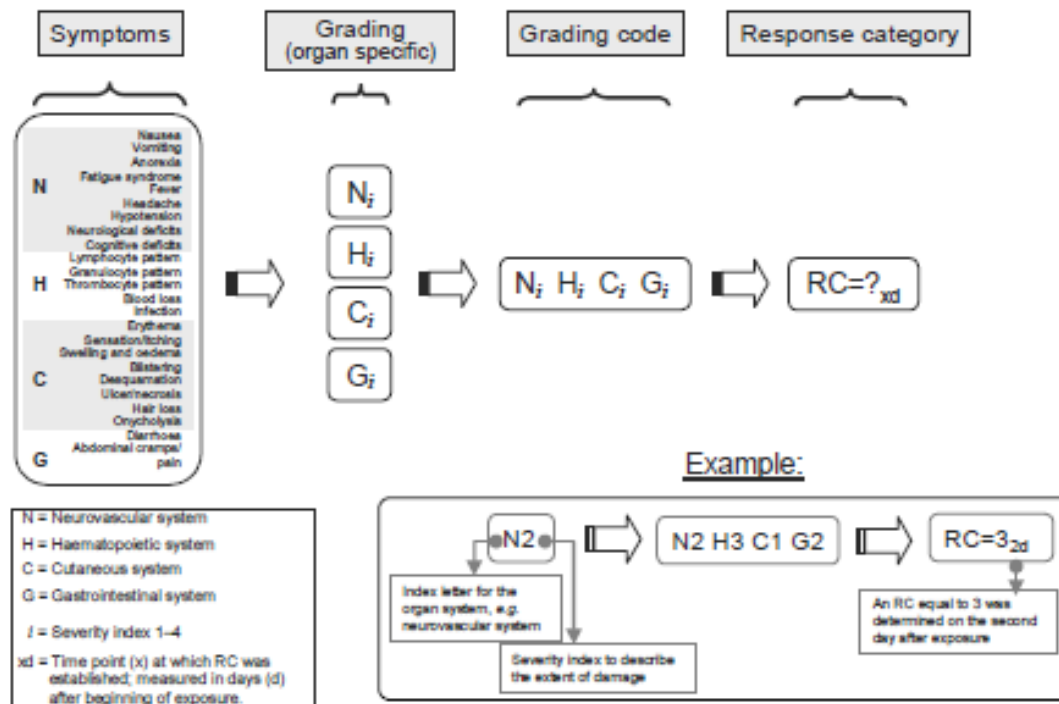 Symptoms
Grading
(organ specific)
Grading code
Response category
N
Nausea
Vomiting
Anorexia
Fatigue syndrome
Fever
Headache
Hypotension
Neurological deficits
Cognitive deficits
H
Lymphocyte pattern
Granulocyte pattern
Thrombocyte pattern
Blood loss
Infection
C
Erythema
Sensation/Itching
Swelling and oedema
Blistering
Desquamation
Ulcer/necrosis
Hair loss
Onycholysis
G
Diarrhoea
Abdominal cramps/
pain
Ni
Hi
Ci
Gi
Ni Hi Ci Gi
RC=?xd
N = Neurovascular system
H = Haematopoietic system
C = Cutaneous system
G = Gastrointestinal system
i = Severity index 1–4
xd = Time point (x) at which RC was
established; measured in days (d)
after beginning of exposure.
Example:
N2
N2 H3 C1 G2
RC=32d
Index letter for the
organ system, e.g.
neurovascular system
Severity index to describe
the extent of damage
An RC equal to 3 was
determined on the second
day after exposure